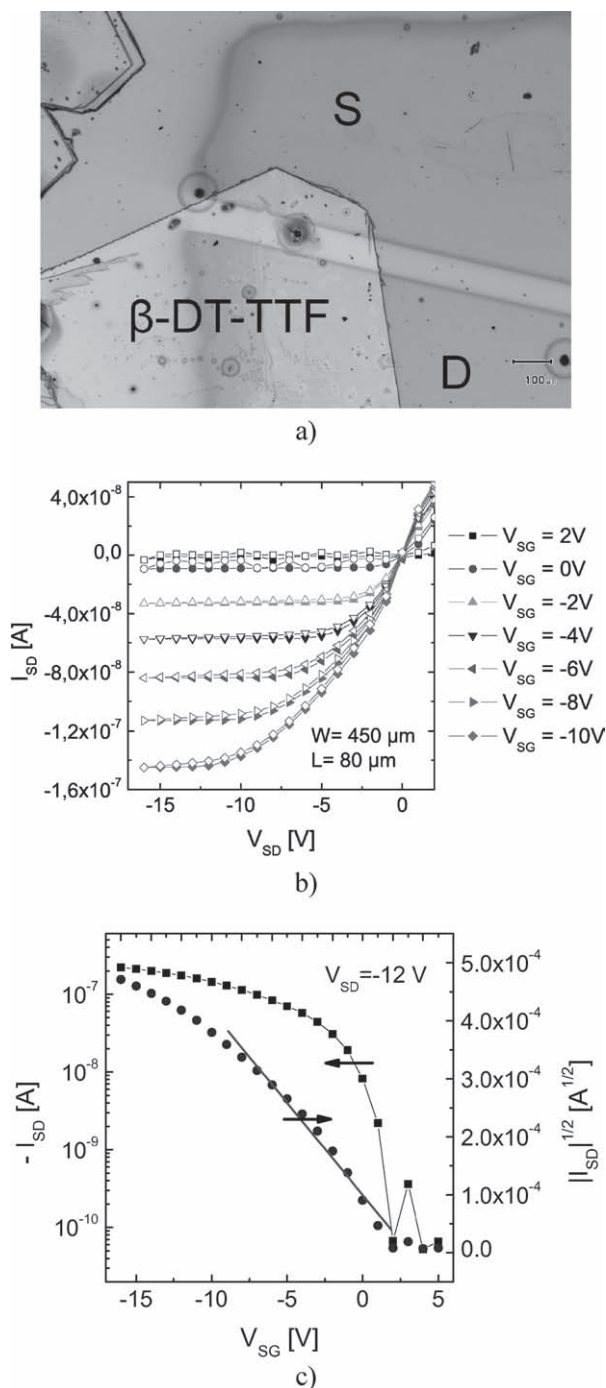 S
β-DT-TTF
D
100µ
a)
4,0x10⁻⁸
0,0
-4,0x10⁻⁸
-8,0x10⁻⁸
-1,2x10⁻⁷
-1,6x10⁻⁷
I_SD [A]
W= 450 µm
L= 80 µm
-15 -10 -5 0
V_SD [V]
V_SG = 2V
V_SG = 0V
V_SG = -2V
V_SG = -4V
V_SG = -6V
V_SG = -8V
V_SG = -10V
b)
V_SD=-12 V
10⁻⁷
10⁻⁸
10⁻⁹
10⁻¹⁰
- I_SD [A]
5.0x10⁻⁴
4.0x10⁻⁴
3.0x10⁻⁴
2.0x10⁻⁴
1.0x10⁻⁴
0.0
|I_SD|^1/2 [A^1/2]
-15 -10 -5 0 5
V_SG [V]
c)